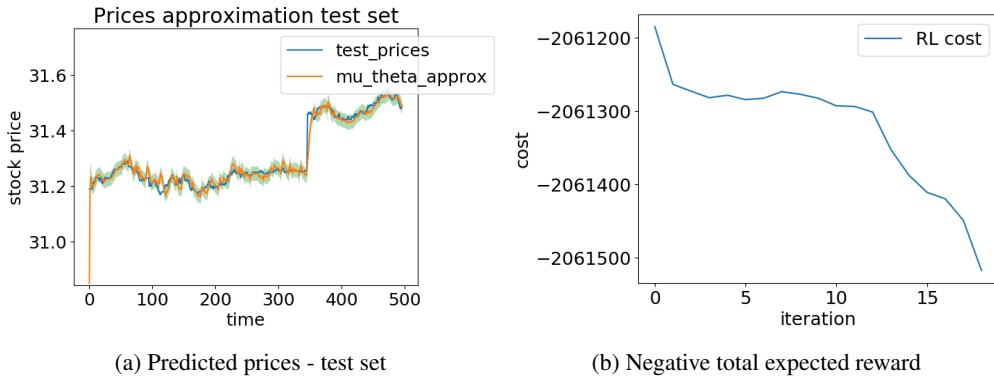 Prices approximation test set
test_prices
mu_theta_approx
stock price
31.6
31.4
31.2
31.0
0
100
200
300
400
500
time
(a) Predicted prices - test set
RL cost
cost
−2061200
−2061300
−2061400
−2061500
0
5
10
15
iteration
(b) Negative total expected reward